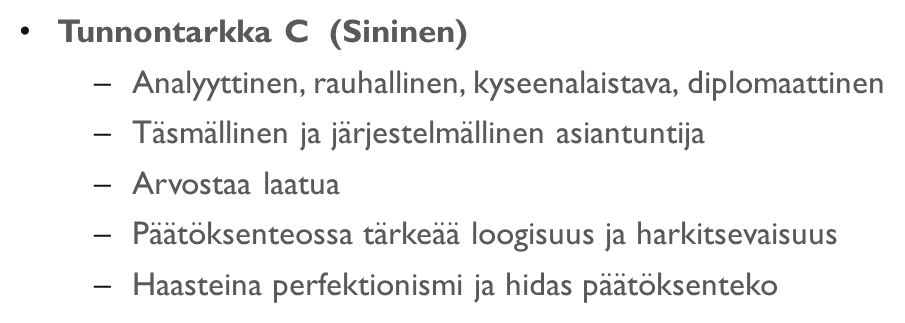 • Tunnontarkka C (Sininen)
– Analyyttinen, rauhallinen, kyseenalaistava, diplomaattinen
– Täsmällinen ja järjestelmällinen asiantuntija
– Arvostaa laatua
– Päätöksenteossa tärkeää loogisuus ja harkitsevaisuus
– Haasteina perfektionismi ja hidas päätöksenteko